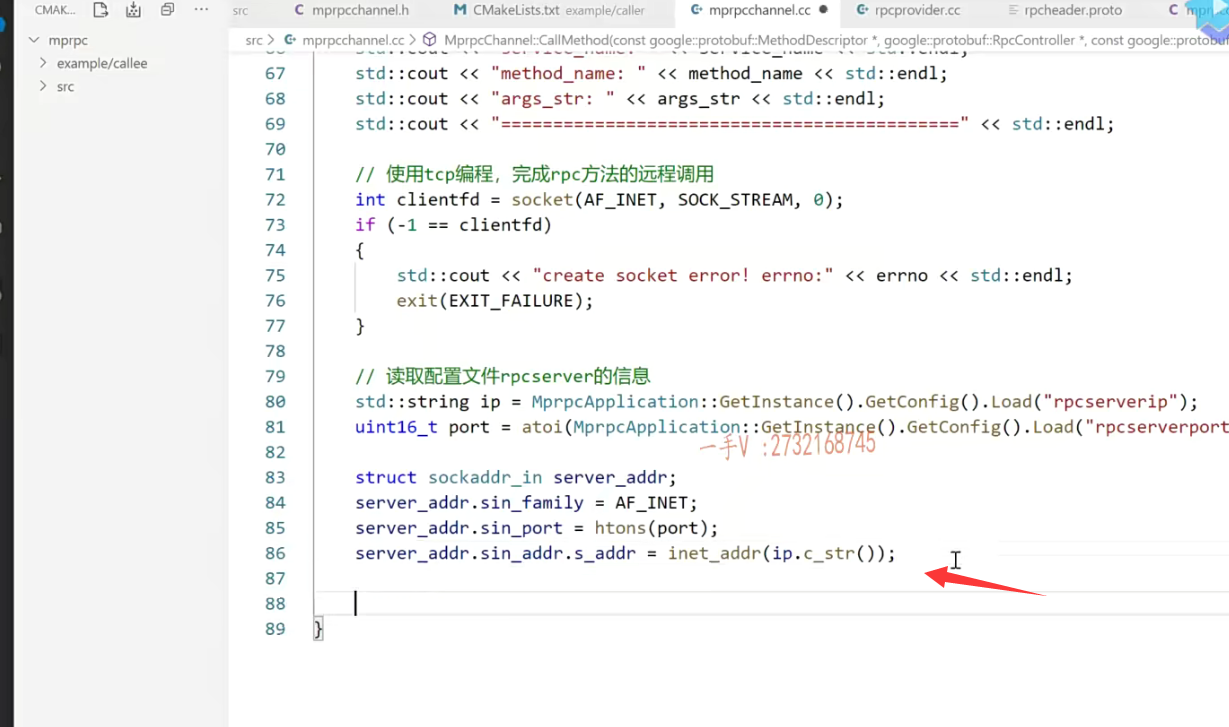 CMAK... ···
src
mprpcchannel.h
CMakeLists.txt example/caller
mprpcchannel.cc ●
rpcprovider.cc
rpcheader.proto
mprpc
example/callee
src
src > mprpcchannel.cc > MprpcChannel::CallMethod(const google::protobuf::MethodDescriptor *, google::protobuf::RpcController *, const google::protobuf
67 std::cout << "method_name: " << method_name << std::endl;
68 std::cout << "args_str: " << args_str << std::endl;
69 std::cout << "============================================" << std::endl;
70
71 // 使用tcp编程，完成rpc方法的远程调用
72 int clientfd = socket(AF_INET, SOCK_STREAM, 0);
73 if (-1 == clientfd)
74 {
75 std::cout << "create socket error! errno:" << errno << std::endl;
76 exit(EXIT_FAILURE);
77 }
78
79 // 读取配置文件rpcserver的信息
80 std::string ip = MprpcApplication::GetInstance().GetConfig().Load("rpcserverip");
81 uint16_t port = atoi(MprpcApplication::GetInstance().GetConfig().Load("rpcserverport
一手V :2732168745
82
83 struct sockaddr_in server_addr;
84 server_addr.sin_family = AF_INET;
85 server_addr.sin_port = htons(port);
86 server_addr.sin_addr.s_addr = inet_addr(ip.c_str());
87
88
89 }